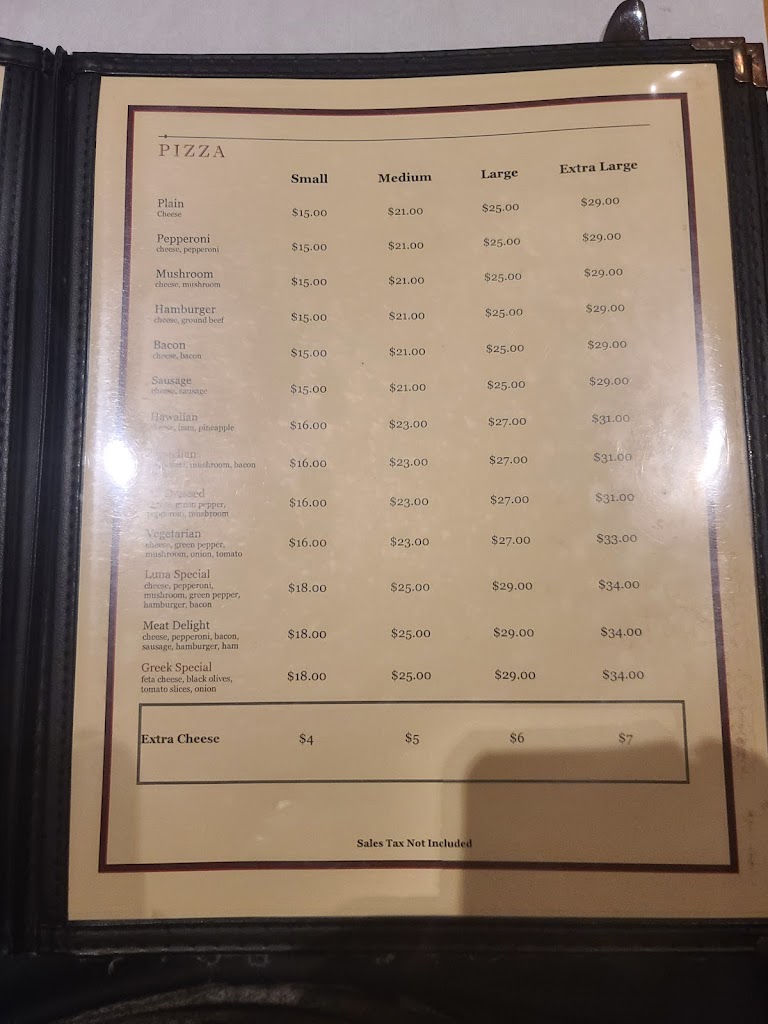 PIZZA
Small Medium Large Extra Large
Plain $15.00 $21.00 $25.00 $29.00
Cheese
Pepperoni $15.00 $21.00 $25.00 $29.00
cheese, pepperoni
Mushroom $15.00 $21.00 $25.00 $29.00
cheese, mushroom
Hamburger $15.00 $21.00 $25.00 $29.00
cheese, ground beef
Bacon $15.00 $21.00 $25.00 $29.00
cheese, bacon
Sausage $15.00 $21.00 $25.00 $29.00
cheese, sausage
Hawaiian $16.00 $23.00 $27.00 $31.00
cheese, ham, pineapple
$16.00 $23.00 $27.00 $31.00
mushroom, bacon
$16.00 $23.00 $27.00 $31.00
green pepper,
pepperoni, mushroom
Vegetarian $16.00 $23.00 $27.00 $33.00
cheese, green pepper,
mushroom, onion, tomato
Luna Special $18.00 $25.00 $29.00 $34.00
cheese, pepperoni,
mushroom, green pepper,
hamburger, bacon
Meat Delight $18.00 $25.00 $29.00 $34.00
cheese, pepperoni, bacon,
sausage, hamburger, ham
Greek Special $18.00 $25.00 $29.00 $34.00
feta cheese, black olives,
tomato slices, onion
Extra Cheese $4 $5 $6 $7
Sales Tax Not Included